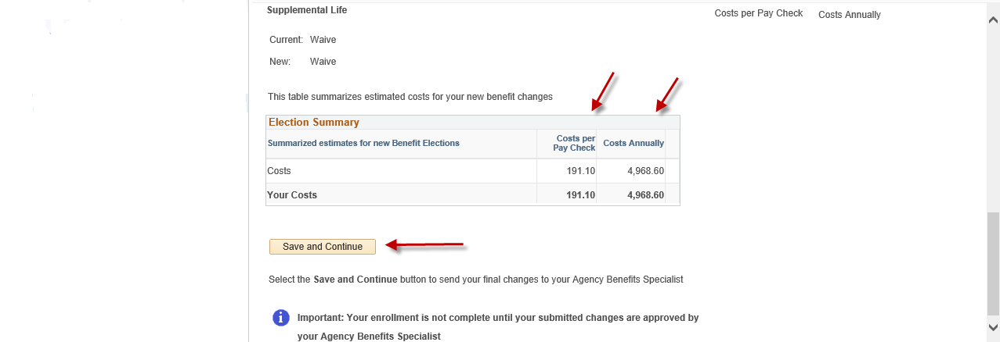 Supplemental Life
Costs per Pay Check Costs Annually
Current: Waive
New: Waive
This table summarizes estimated costs for your new benefit changes
Election Summary
Summarized estimates for new Benefit Elections Costs per Pay Check Costs Annually
Costs 191.10 4,968.60
Your Costs 191.10 4,968.60
Save and Continue
Select the Save and Continue button to send your final changes to your Agency Benefits Specialist
Important: Your enrollment is not complete until your submitted changes are approved by
your Agency Benefits Specialist